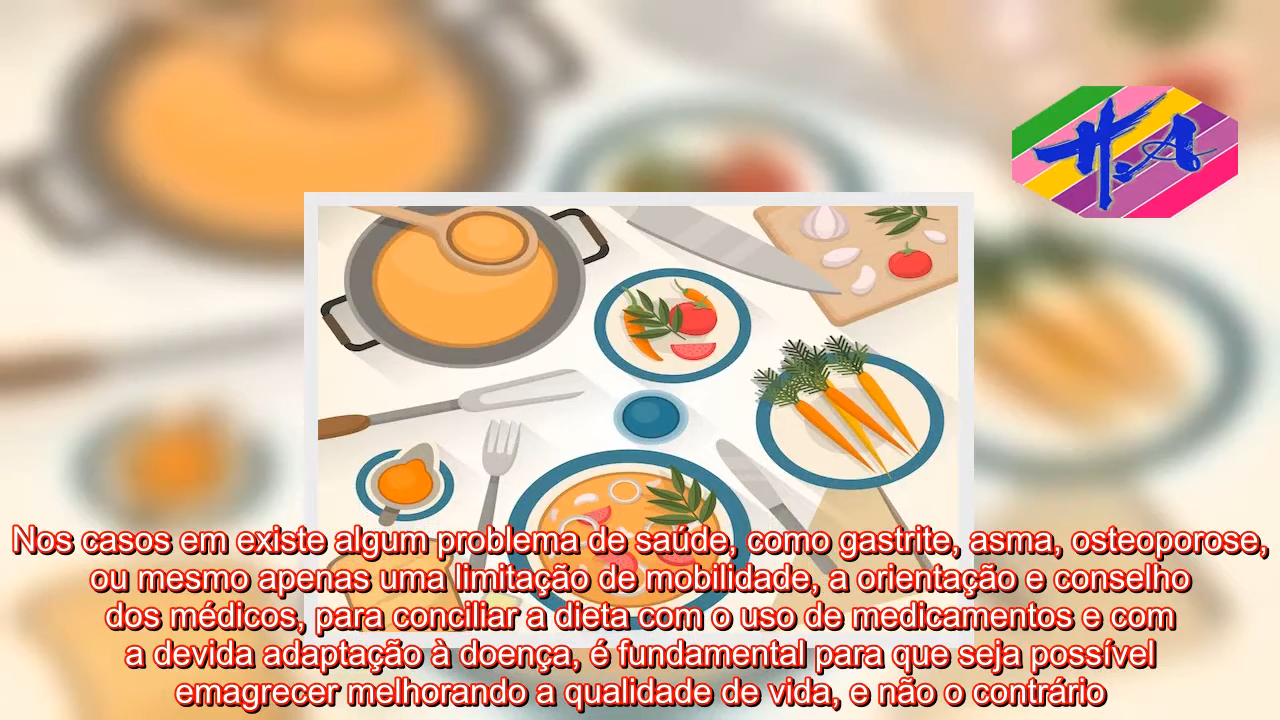 H.A
Nos casos em existe algum problema de saúde, como gastrite, asma, osteoporose,
ou mesmo apenas uma limitação de mobilidade, a orientação e conselho
dos médicos, para conciliar a dieta com o uso de medicamentos e com
a devida adaptação à doença, é fundamental para que seja possível
emagrecer melhorando a qualidade de vida, e não o contrário